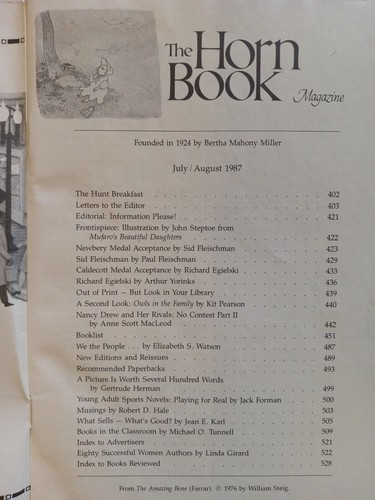 The Horn
Book
Magazine
Founded in 1924 by Bertha Mahony Miller
July/August 1987
The Hunt Breakfast . . . . . . . . . . . . . . . 402
Letters to the Editor . . . . . . . . . . . . . . . 403
Editorial: Information Please! . . . . . . . . . . . . . . . 421
Frontispiece: Illustration by John Steptoe from
Mufaro's Beautiful Daughters . . . . . . . . . . . . . . . 422
Newbery Medal Acceptance by Sid Fleischman . . . . . . . . . 423
Sid Fleischman by Paul Fleischman . . . . . . . . . . . . 429
Caldecott Medal Acceptance by Richard Egielski . . . . . . . . 433
Richard Egielski by Arthur Yorinks . . . . . . . . . . . . 436
Out of Print — But Look in Your Library . . . . . . . . . . 439
A Second Look: Owls in the Family by Kit Pearson . . . . . . . 440
Nancy Drew and Her Rivals: No Contest Part II
by Anne Scott MacLeod . . . . . . . . . . . . . . . 442
Booklist . . . . . . . . . . . . . . . 451
We the People . . . by Elizabeth S. Watson . . . . . . . . . . 487
New Editions and Reissues . . . . . . . . . . . . . . . 489
Recommended Paperbacks . . . . . . . . . . . . . . . 493
A Picture Is Worth Several Hundred Words
by Gertrude Herman . . . . . . . . . . . . . . . 499
Young Adult Sports Novels: Playing for Real by Jack Forman . . . . 500
Musings by Robert D. Hale . . . . . . . . . . . . . . . 503
What Sells — What's Good? by Jean E. Karl . . . . . . . . . 505
Books in the Classroom by Michael O. Tunnell . . . . . . . . 509
Index to Advertisers . . . . . . . . . . . . . . . 521
Eighty Successful Women Authors by Linda Girard . . . . . . . 522
Index to Books Reviewed . . . . . . . . . . . . . . . 528
From The Amazing Bone (Farrar). © 1976 by William Steig.